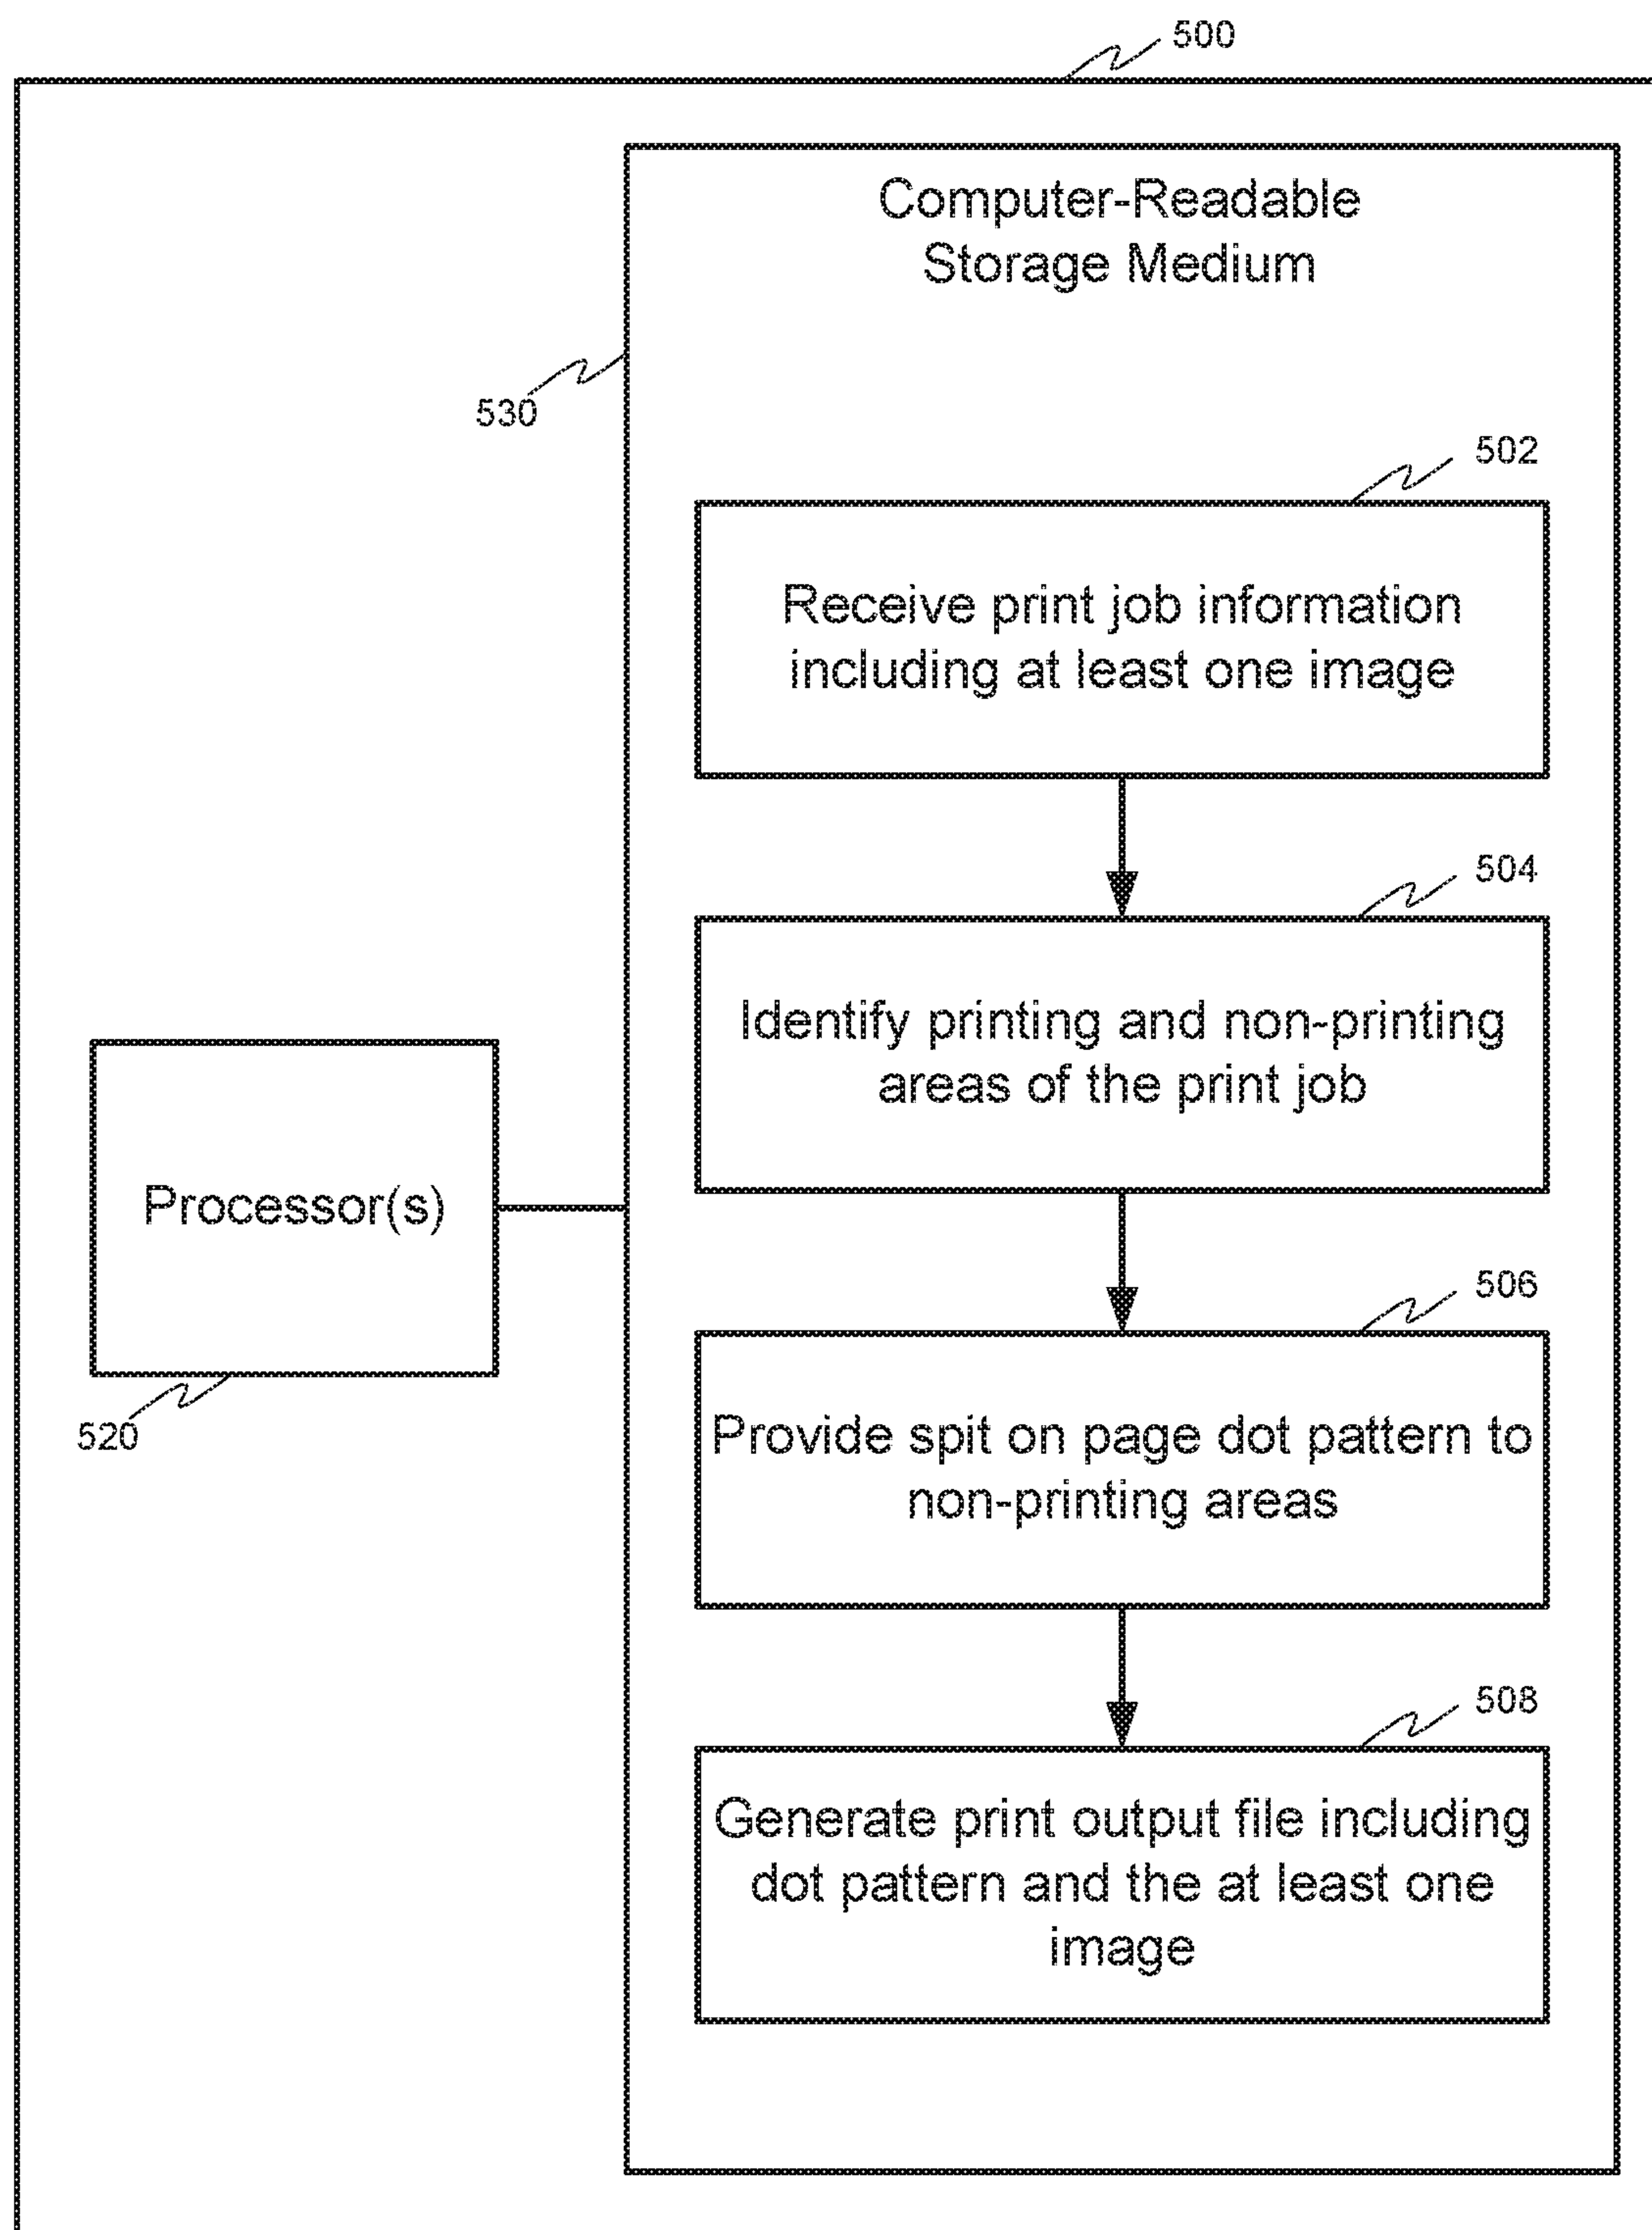 500
Computer-Readable
Storage Medium
530
502
Receive print job information
including at least one image
504
Identify printing and non-printing
areas of the print job
Processor(s)
520
506
Provide spit on page dot pattern to
non-printing areas
508
Generate print output file including
dot pattern and the at least one
image